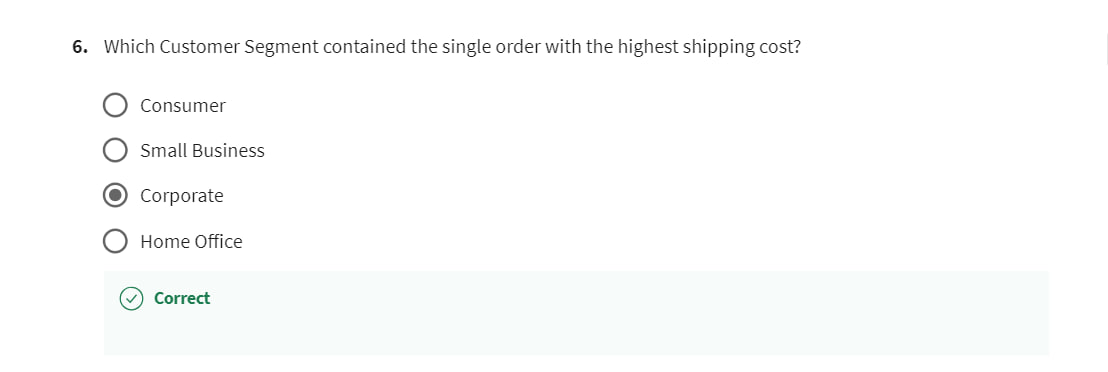 6. Which Customer Segment contained the single order with the highest shipping cost?
Consumer
Small Business
Corporate
Home Office
Correct